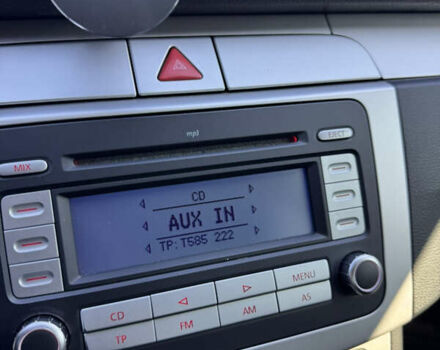 mp3
EJECT
MIX
CD
AUX IN
TP:T585 222
CD
MENU
TP
FM
AM
AS